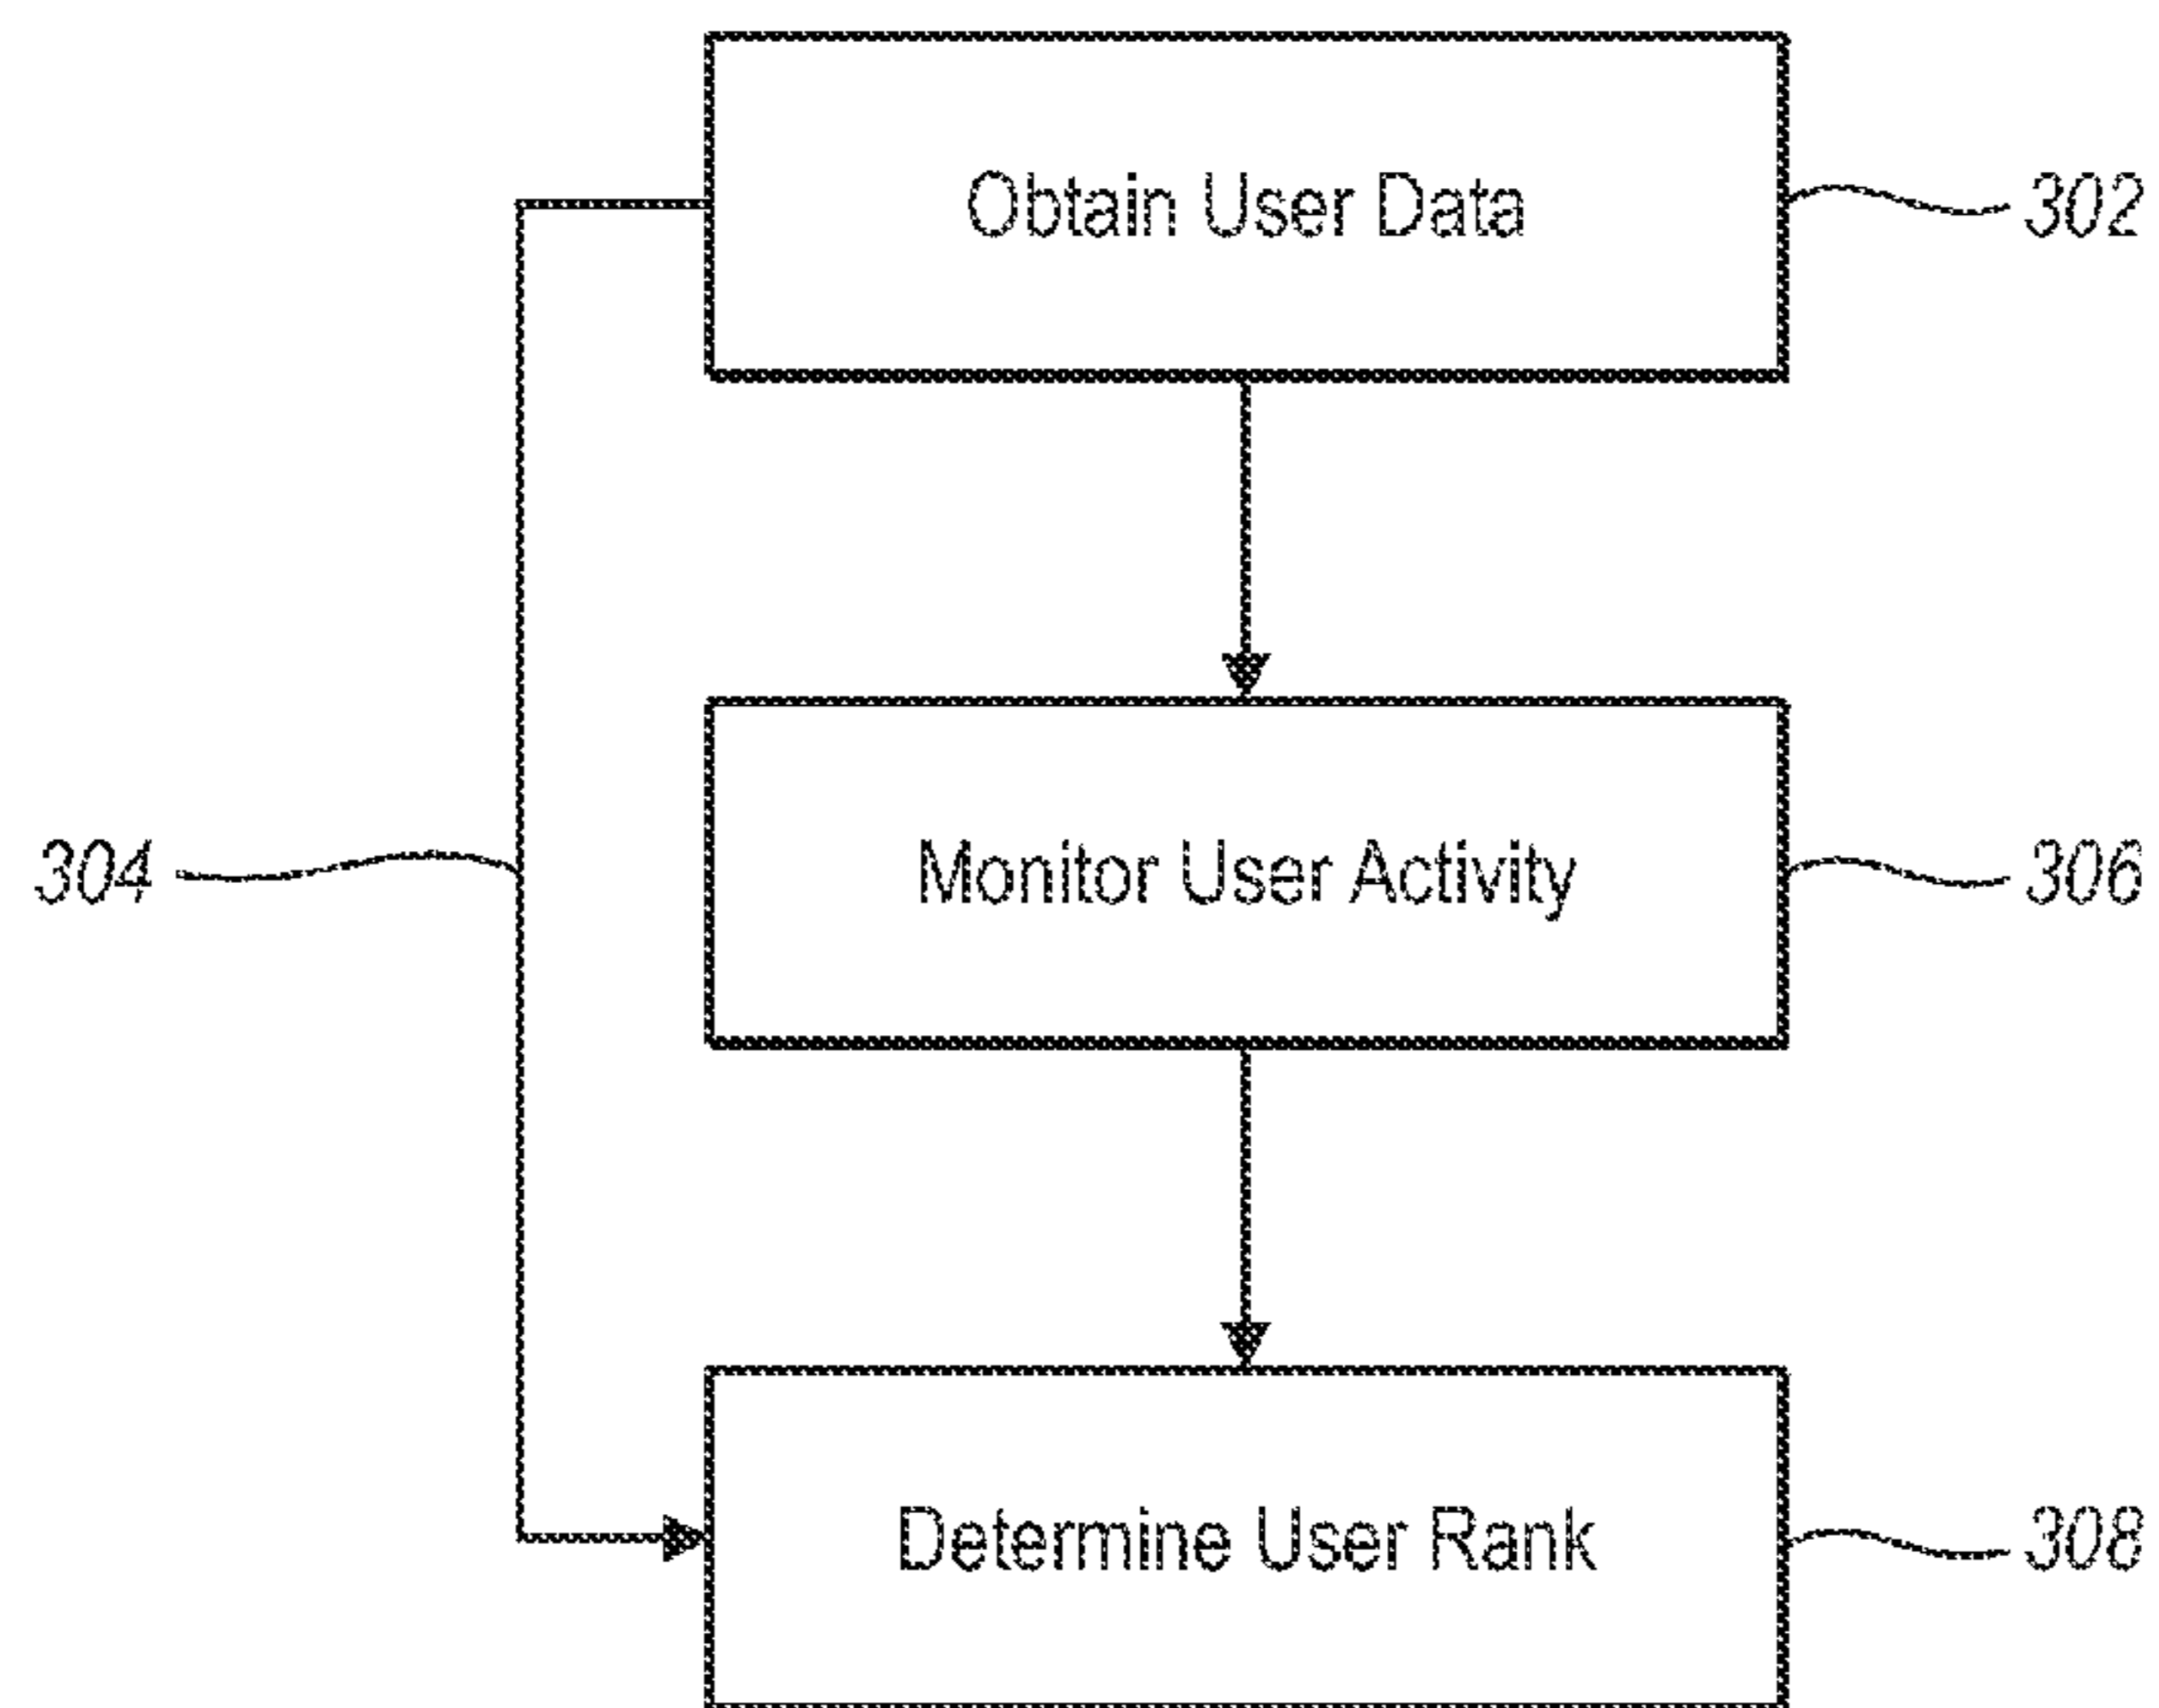 Obtain User Data
302
304
Monitor User Activity
306
Determine User Rank
308